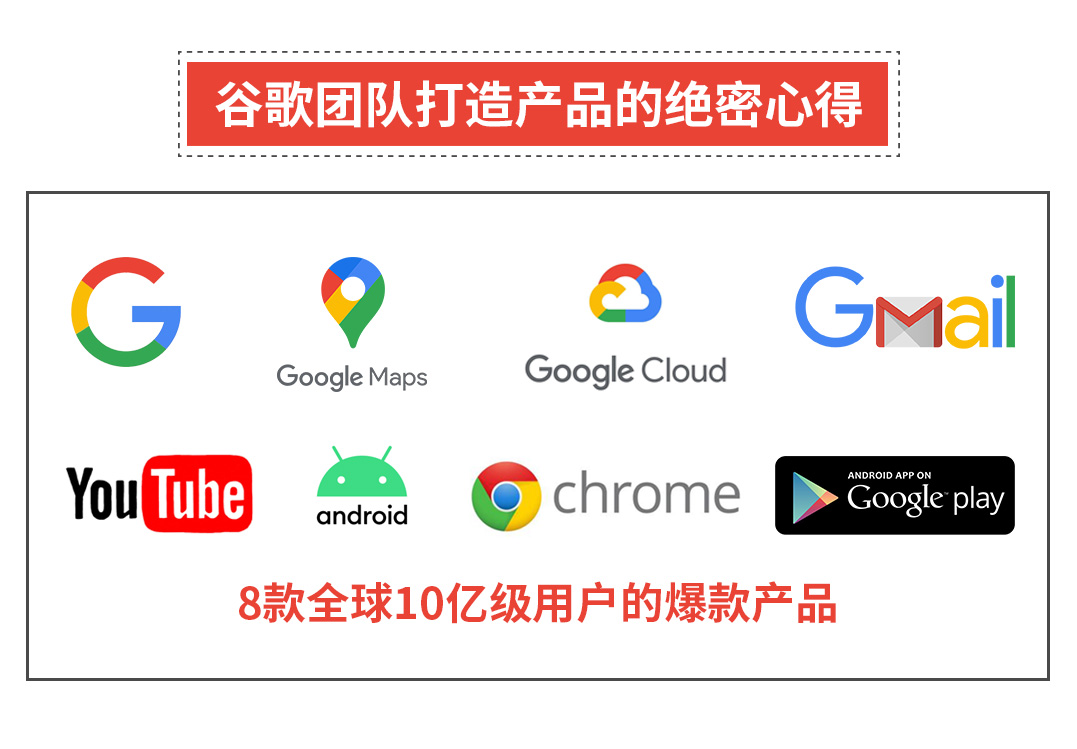 谷歌团队打造产品的绝密心得
G
Google Maps
Google Cloud
GMail
YouTube
android
chrome
ANDROID APP ON
Google™ play
8款全球10亿级用户的爆款产品